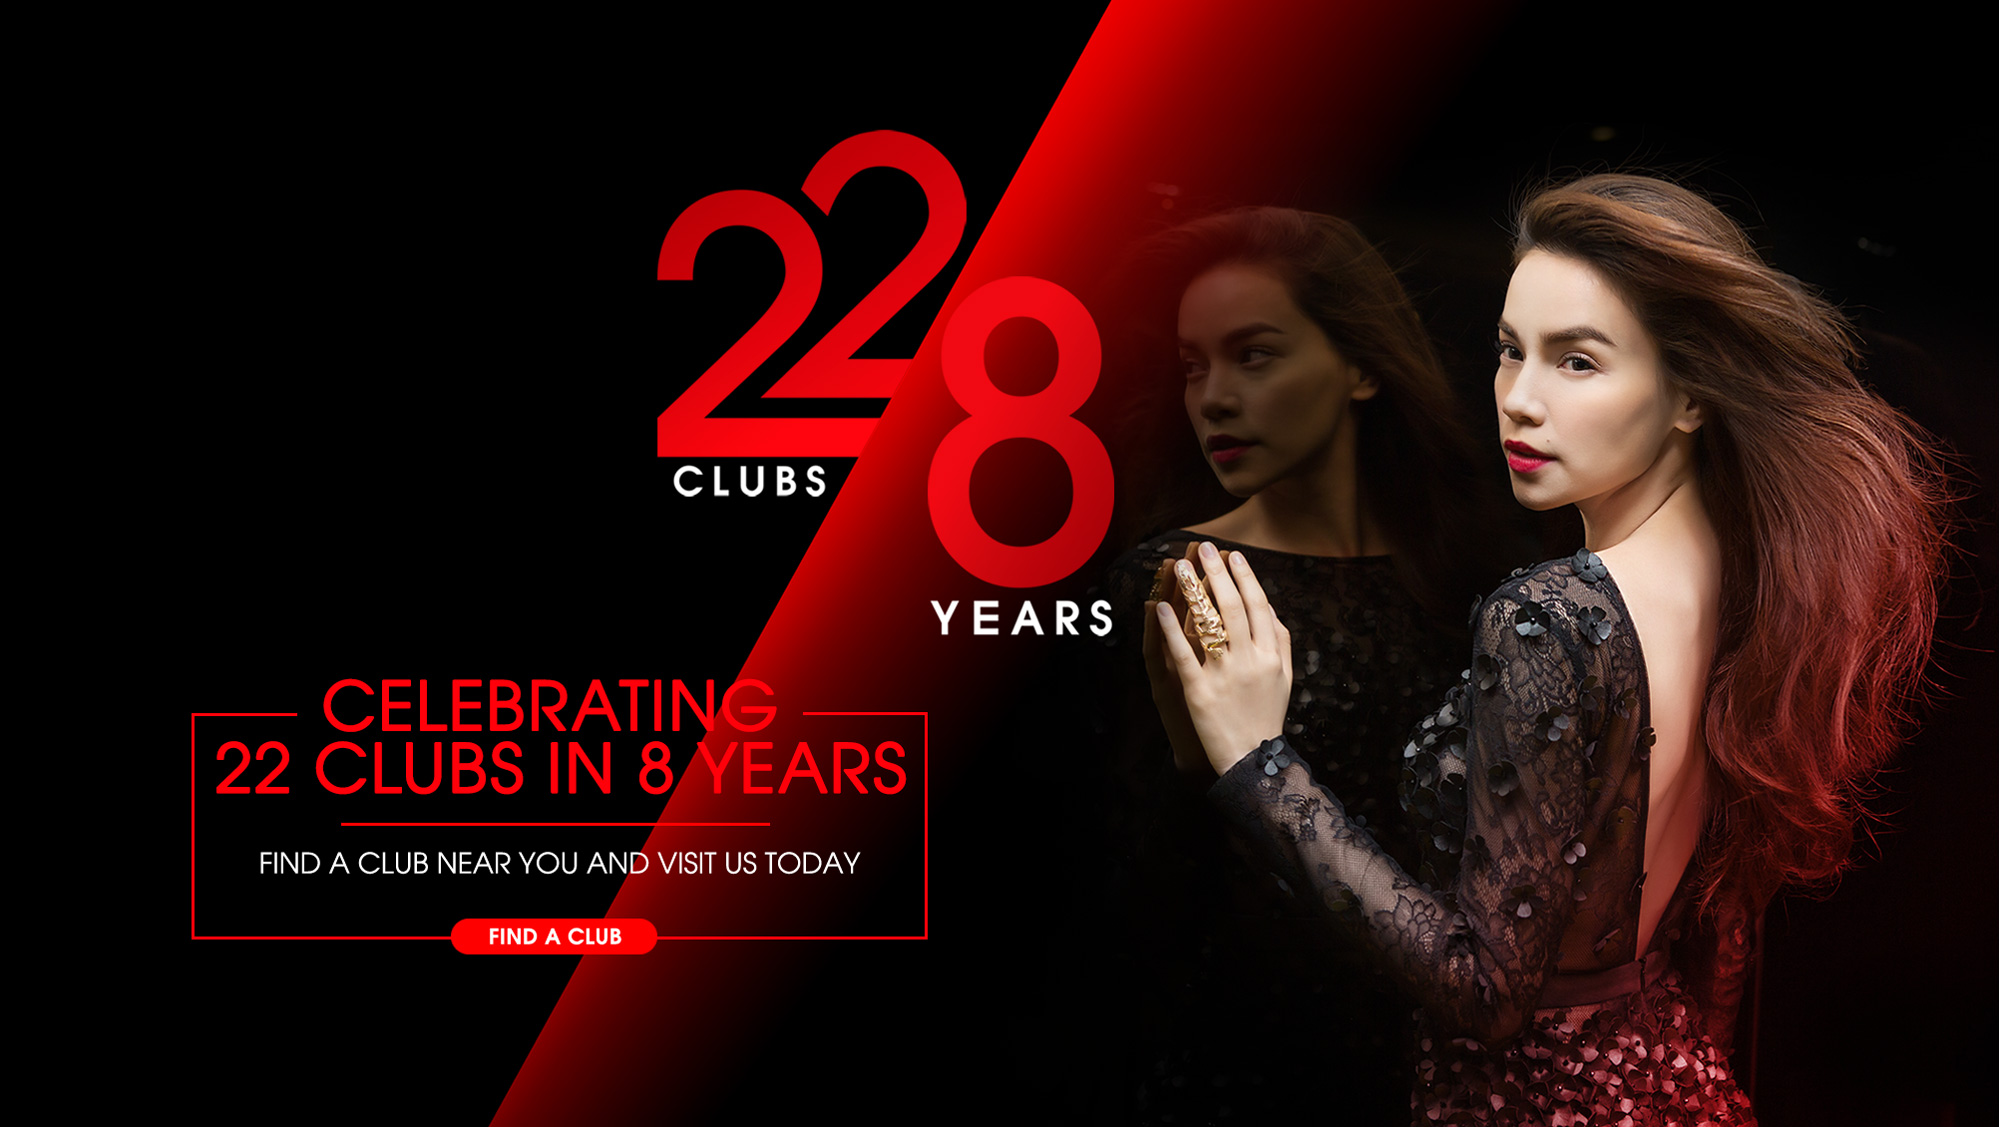 22
CLUBS
8
YEARS
CELEBRATING
22 CLUBS IN 8 YEARS
FIND A CLUB NEAR YOU AND VISIT US TODAY
FIND A CLUB